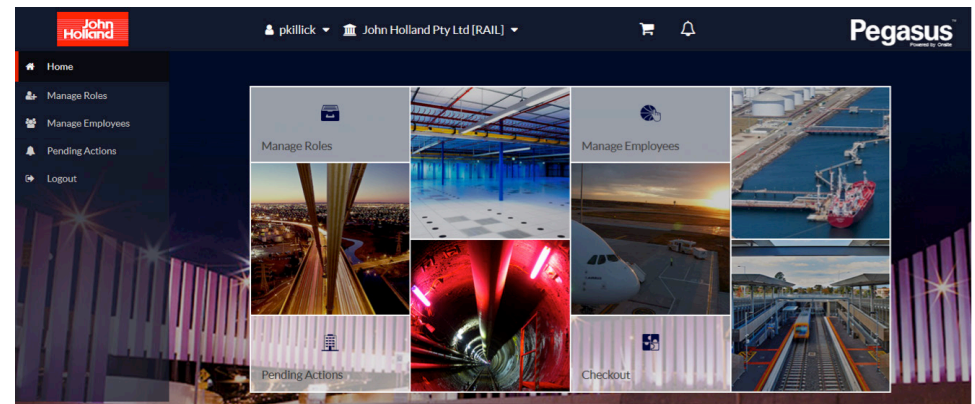 John
Holland
pkillick
John Holland Pty Ltd [RAIL]
Pegasus
Powered by Onsite
Home
Manage Roles
Manage Employees
Pending Actions
Logout
Manage Roles
Manage Employees
Pending Actions
Checkout